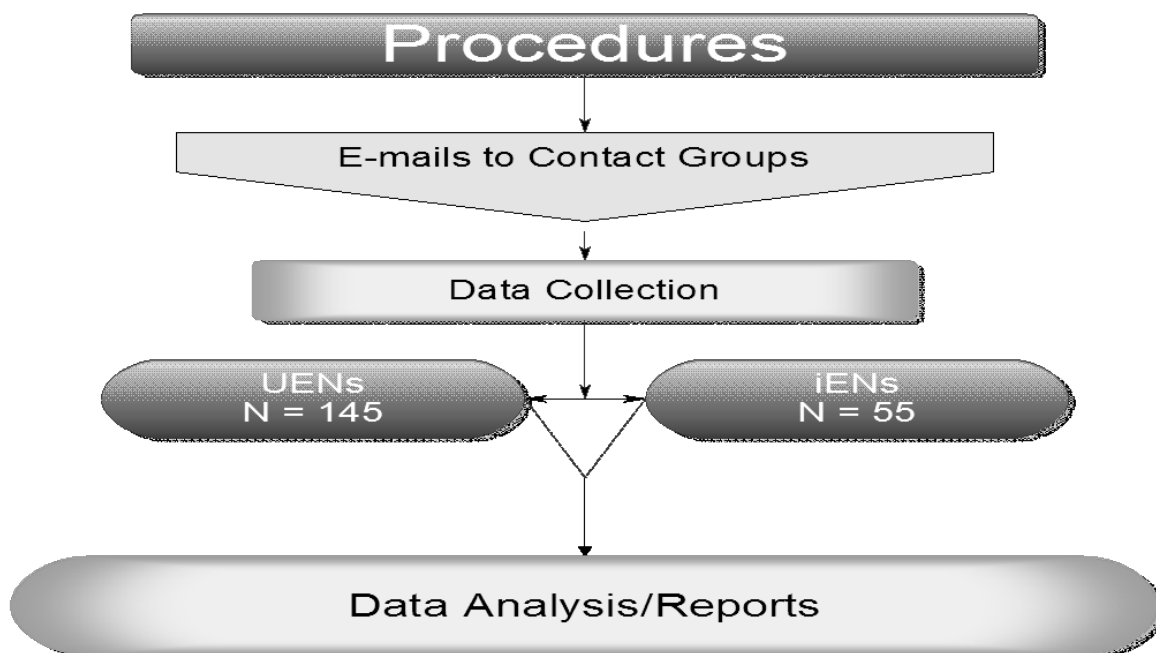 Procedures
E-mails to Contact Groups
Data Collection
UENs
N = 145
iENs
N = 55
Data Analysis/Reports